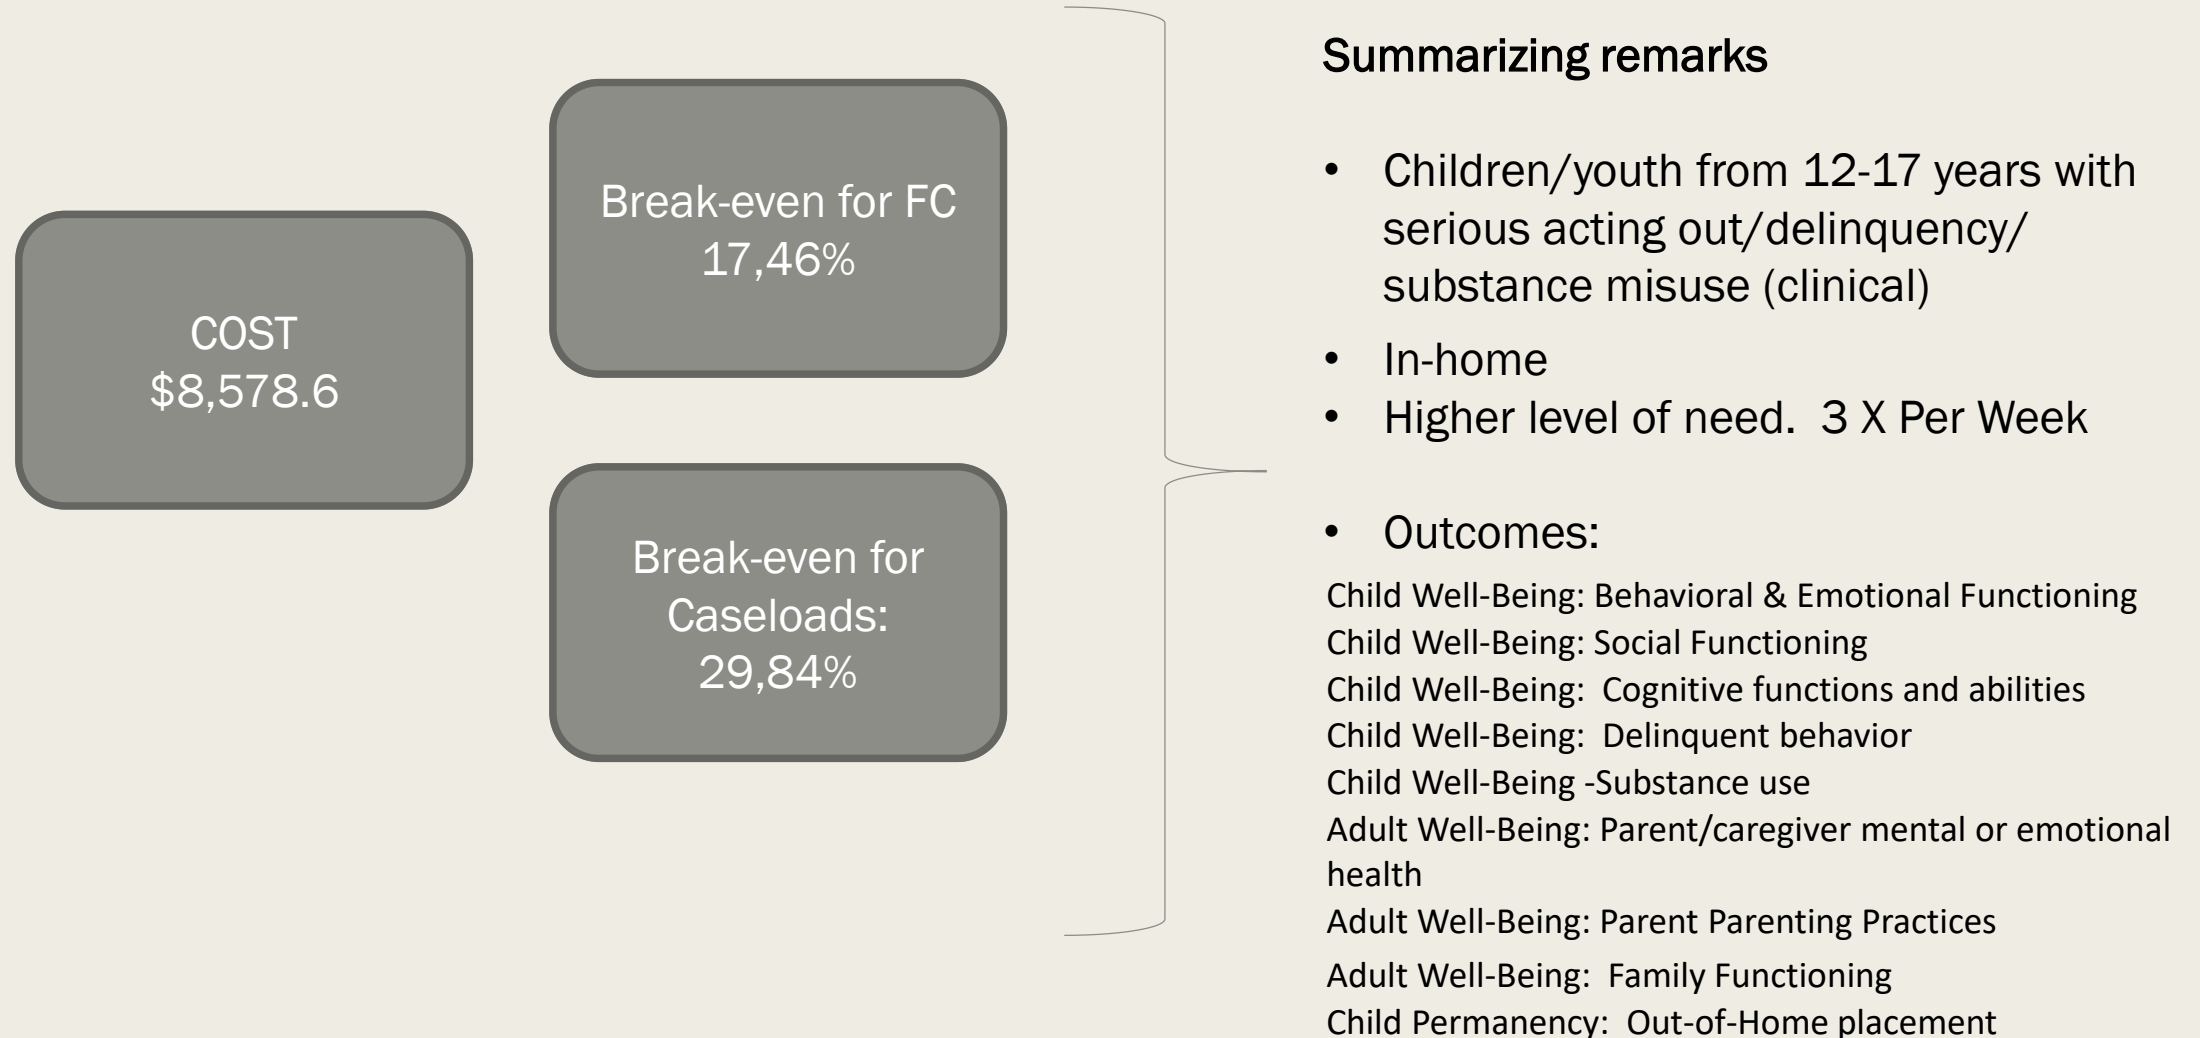 COST
$8,578.6
Break-even for FC
17,46%
Break-even for
Caseloads:
29,84%
Summarizing remarks
• Children/youth from 12-17 years with
serious acting out/delinquency/
substance misuse (clinical)
• In-home
• Higher level of need.  3 X Per Week
• Outcomes:
Child Well-Being: Behavioral & Emotional Functioning
Child Well-Being: Social Functioning
Child Well-Being:  Cognitive functions and abilities
Child Well-Being:  Delinquent behavior
Child Well-Being -Substance use
Adult Well-Being: Parent/caregiver mental or emotional
health
Adult Well-Being: Parent Parenting Practices
Adult Well-Being:  Family Functioning
Child Permanency:  Out-of-Home placement